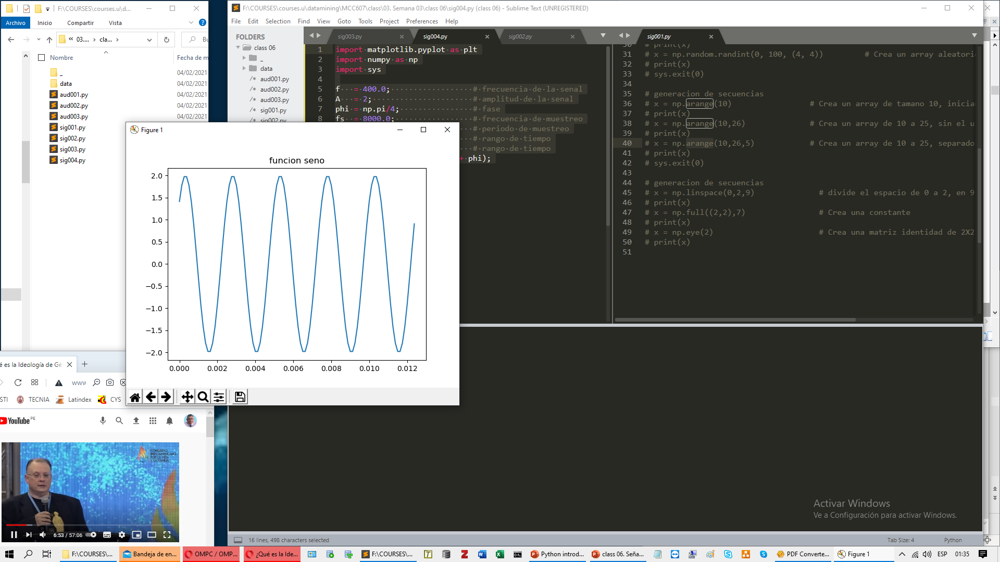 F:\COURSES\courses.u\d...
Archivo
Inicio
Compartir
Vista
« 03....
cla...
Bu
Nombre
Fecha de m
_
04/02/2021
data
04/02/2021
aud001.py
04/02/2021
aud002.py
04/02/2021
aud003.py
04/02/2021
sig001.py
sig002.py
sig003.py
sig004.py
F:\COURSES\courses.u\datamining\MCC607\class\03. Semana 03\class 06\sig004.py (class 06) - Sublime Text (UNREGISTERED)
File
Edit
Selection
Find
View
Goto
Tools
Project
Preferences
Help
FOLDERS
class 06
_
data
/* aud001.py
/* aud002.py
/* aud003.py
/* sig001.py
/* sig002.py
sig003.py
sig004.py
sig002.py
sig001.py
1 import matplotlib.pyplot as plt
2 import numpy as np
3 import sys
4
5 f = 400.0; # frecuencia de la senal
6 A = 2; # amplitud de la senal
7 phi = np.pi/4; # fase
8 fs = 8000.0; # frecuencia de muestreo
# periodo de muestreo
# rango de tiempo
# rango de tiempo
+ phi);
30 # print(x)
31 # x = np.random.randint(0, 100, (4, 4)) # Crea un array aleatori
32 # print(x)
33 # sys.exit(0)
34
35 # generacion de secuencias
36 # x = np.arange(10) # Crea un array de tamano 10, inicia
37 # print(x)
38 # x = np.arange(10,26) # Crea un array de 10 a 25, sin el u
39 # print(x)
40 # x = np.arange(10,26,5) # Crea un array de 10 a 25, separado
41 # print(x)
42 # sys.exit(0)
43
44 # generacion de secuencias
45 # x = np.linspace(0,2,9) # divide el espacio de 0 a 2, en 9
46 # print(x)
47 # x = np.full((2,2),7) # Crea una constante
48 # print(x)
49 # x = np.eye(2) # Crea una matriz identidad de 2X2
50 # print(x)
51
Figure 1
funcion seno
2.0
1.5
1.0
0.5
0.0
−0.5
−1.0
−1.5
−2.0
0.000 0.002 0.004 0.006 0.008 0.010 0.012
é es la Ideología de Gé
www
STI
TECNIA
Latindex
CYS
YouTube PE
CONGRESO
IBEROAMERICANO
POR LA VIDA
Y LA FAMILIA
6:53 / 57:06
Activar Windows
Ve a Configuración para activar Windows.
16 lines, 498 characters selected
Tab Size: 4
Python
F:\COURSES\...
Bandeja de en...
OMPC / OMP...
¿Qué es la Ide...
F:\COURSES\...
Python introd...
class 06. Seña...
PDF Converte...
Figure 1
ESP
01:35